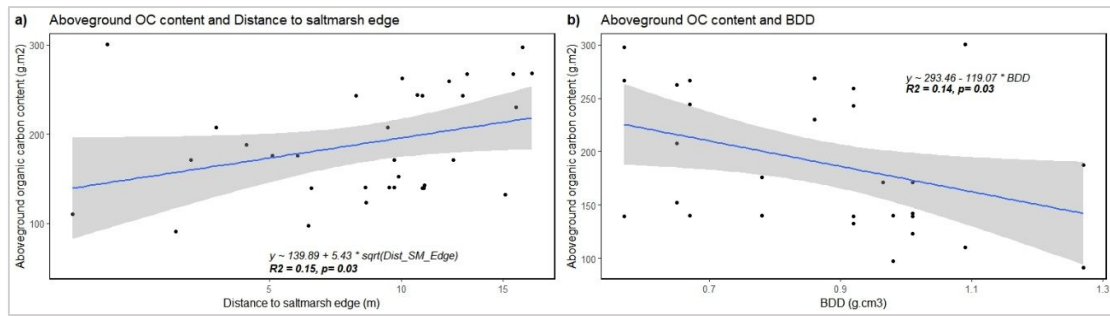 a) Aboveground OC content and Distance to saltmarsh edge
Aboveground organic carbon content (g.m2)
300
200
100
y ~ 139.89 + 5.43 * sqrt(Dist_SM_Edge)
R2 = 0.15, p= 0.03
5 10 15
Distance to saltmarsh edge (m)
b) Aboveground OC content and BDD
Aboveground organic carbon content (g.m2)
300
250
200
150
100
y ~ 293.46 - 119.07 * BDD
R2 = 0.14, p= 0.03
0.7 0.9 1.1 1.3
BDD (g.cm3)